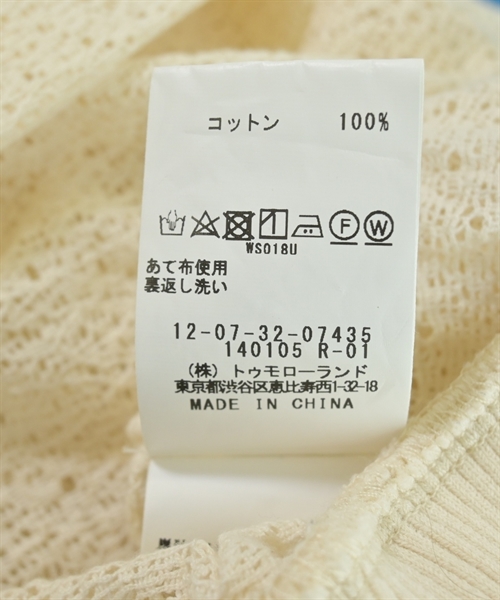 コットン 100%
F W
WS018U
あて布使用
裏返し洗い
12-07-32-07435
140105 R-01
(株) トゥモローランド
東京都渋谷区恵比寿西1-32-18
MADE IN CHINA